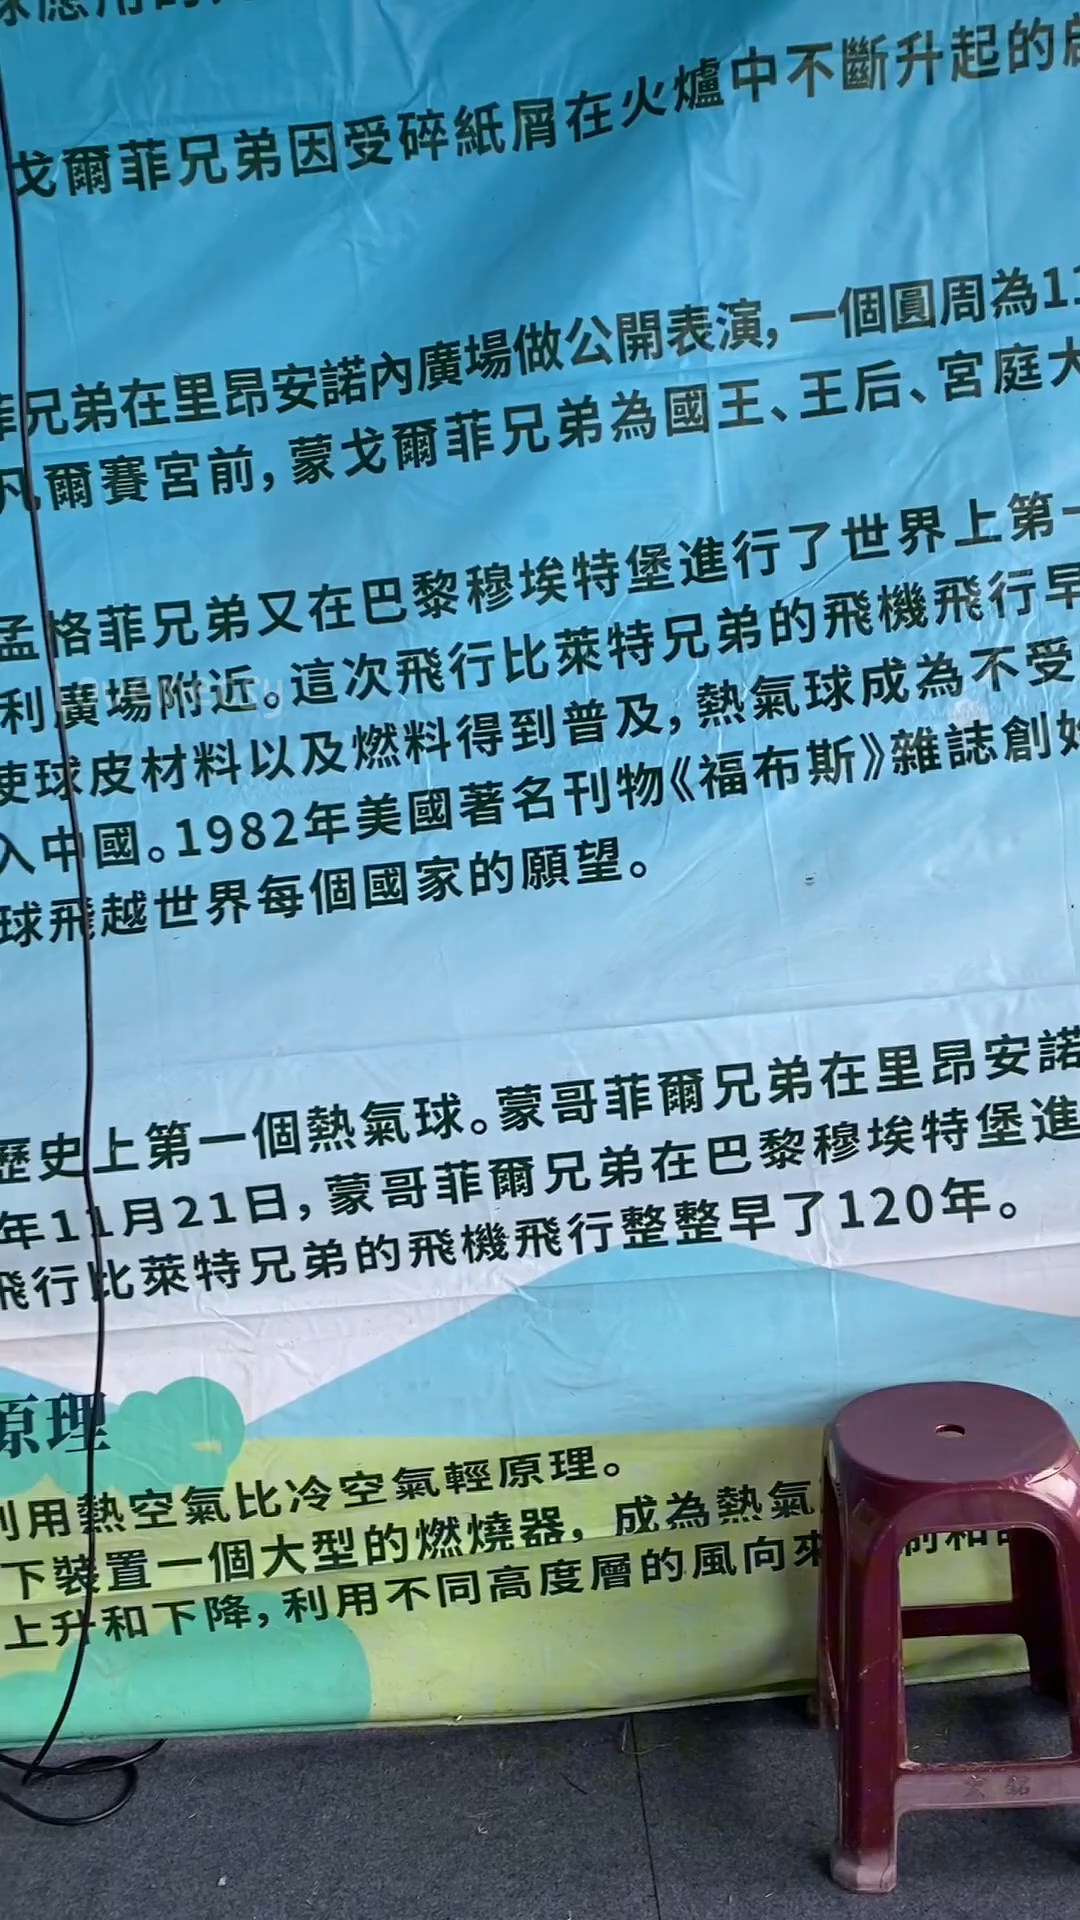 球應用的
戈爾菲兄弟因受碎紙屑在火爐中不斷升起的啟
菲兄弟在里昂安諾內廣場做公開表演，一個圓周為11
凡爾賽宮前，蒙戈爾菲兄弟為國王、王后、宮庭大
孟格菲兄弟又在巴黎穆埃特堡進行了世界上第一
利廣場附近。這次飛行比萊特兄弟的飛機飛行早
使球皮材料以及燃料得到普及，熱氣球成為不受
入中國。1982年美國著名刊物《福布斯》雜誌創始
球飛越世界每個國家的願望。
歷史上第一個熱氣球。蒙哥菲爾兄弟在里昂安諾
年11月21日，蒙哥菲爾兄弟在巴黎穆埃特堡進
飛行比萊特兄弟的飛機飛行整整早了120年。
原理
利用熱空氣比冷空氣輕原理。
下裝置一個大型的燃燒器，成為熱氣
上升和下降，利用不同高度層的風向來 制和